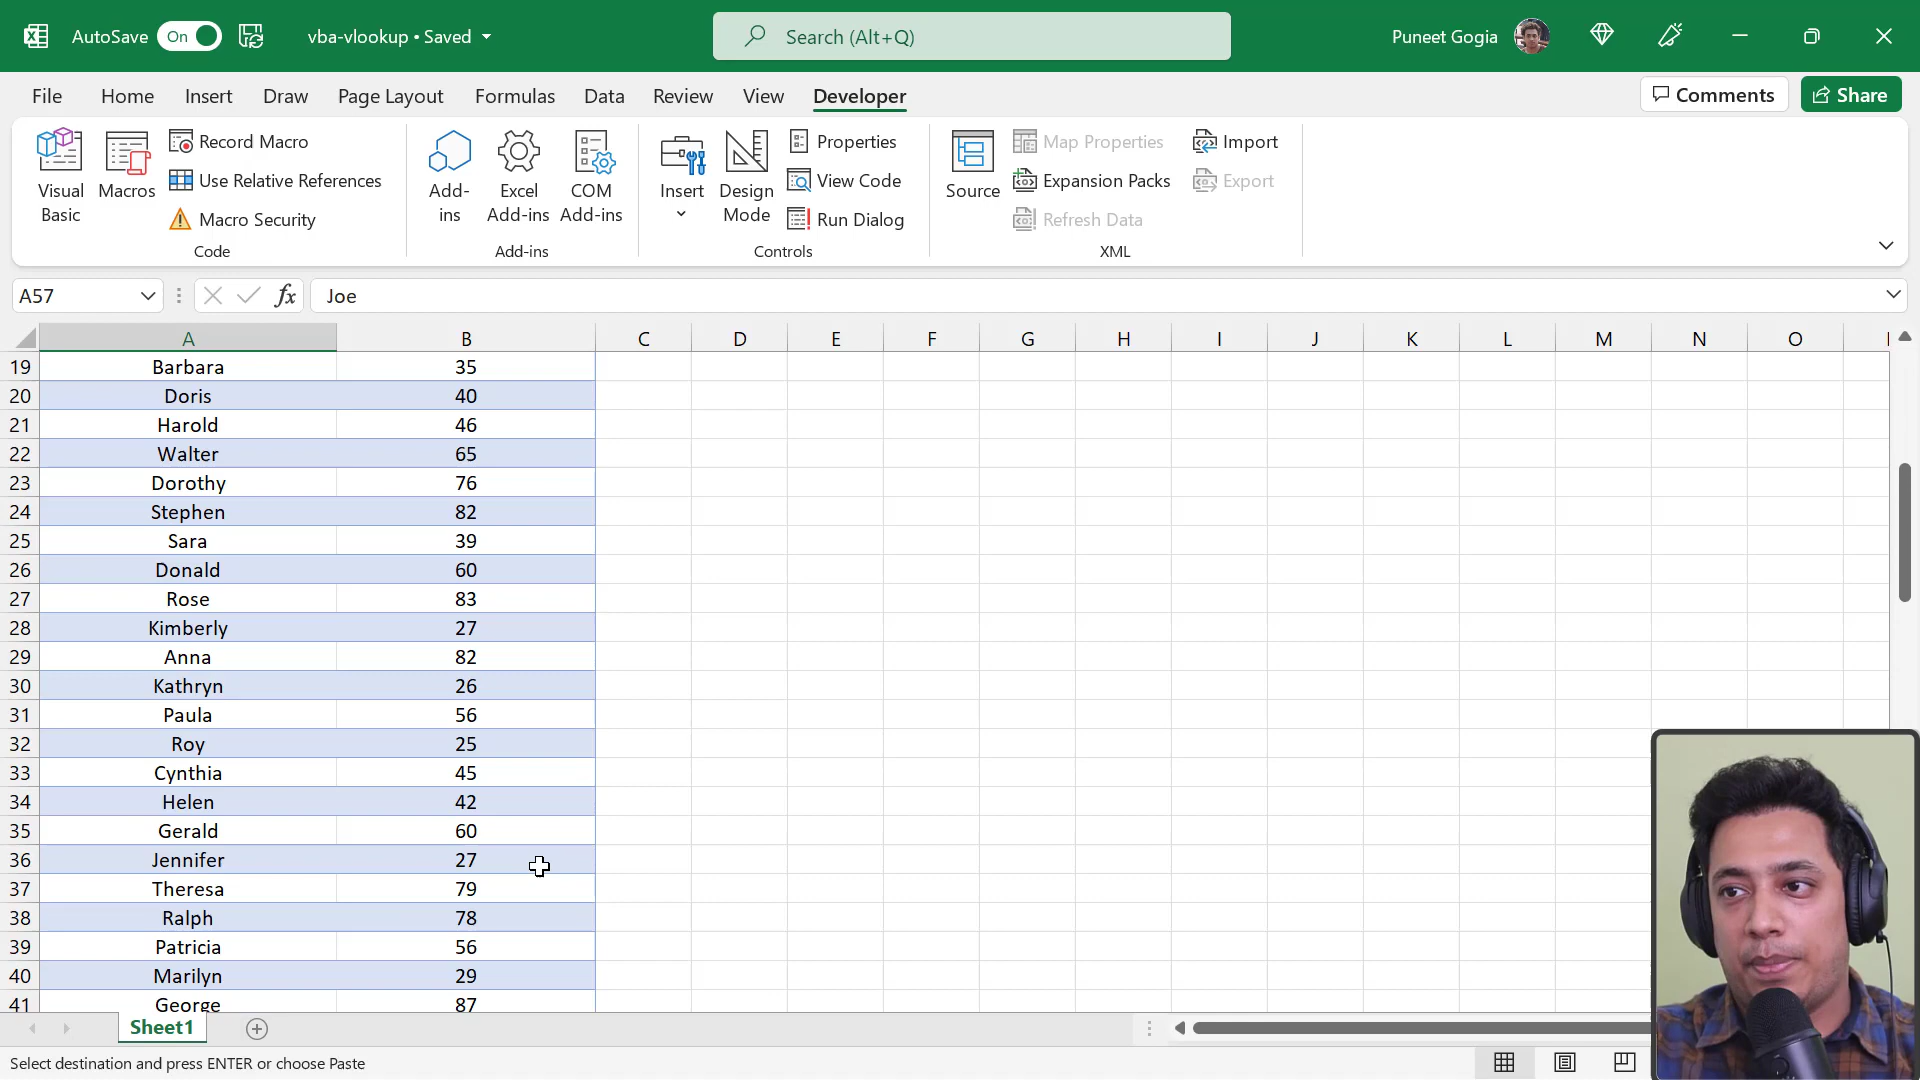 AutoSave On vba-vlookup • Saved Search (Alt+Q) Puneet Gogia
File Home Insert Draw Page Layout Formulas Data Review View Developer Comments Share
Visual Basic
Macros
Record Macro
Use Relative References
Macro Security
Code
Add-ins
Excel Add-ins
COM Add-ins
Add-ins
Insert
Design Mode
Properties
View Code
Run Dialog
Controls
Source
Map Properties
Expansion Packs
Refresh Data
Import
Export
XML
A57 fx Joe
A B C D E F G H I J K L M N O
19 Barbara 35
20 Doris 40
21 Harold 46
22 Walter 65
23 Dorothy 76
24 Stephen 82
25 Sara 39
26 Donald 60
27 Rose 83
28 Kimberly 27
29 Anna 82
30 Kathryn 26
31 Paula 56
32 Roy 25
33 Cynthia 45
34 Helen 42
35 Gerald 60
36 Jennifer 27
37 Theresa 79
38 Ralph 78
39 Patricia 56
40 Marilyn 29
41 George 87
Sheet1
Select destination and press ENTER or choose Paste